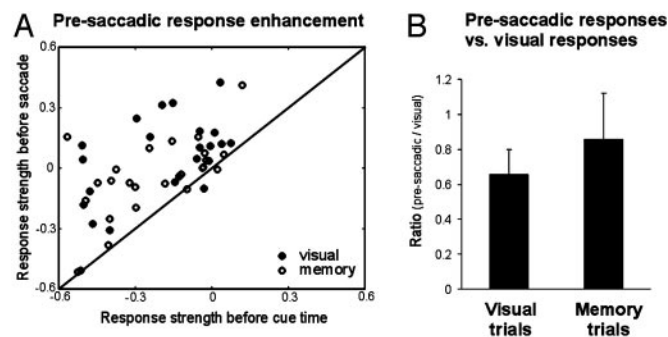 A Pre-saccadic response enhancement
Response strength before saccade
0.6
0.3
0
-0.3
-0.6
visual
memory
-0.6 -0.3 0 0.3 0.6
Response strength before cue time
B Pre-saccadic responses
vs. visual responses
Ratio (pre-saccadic / visual)
1.2
1
0.8
0.6
0.4
0.2
0
Visual
trials
Memory
trials